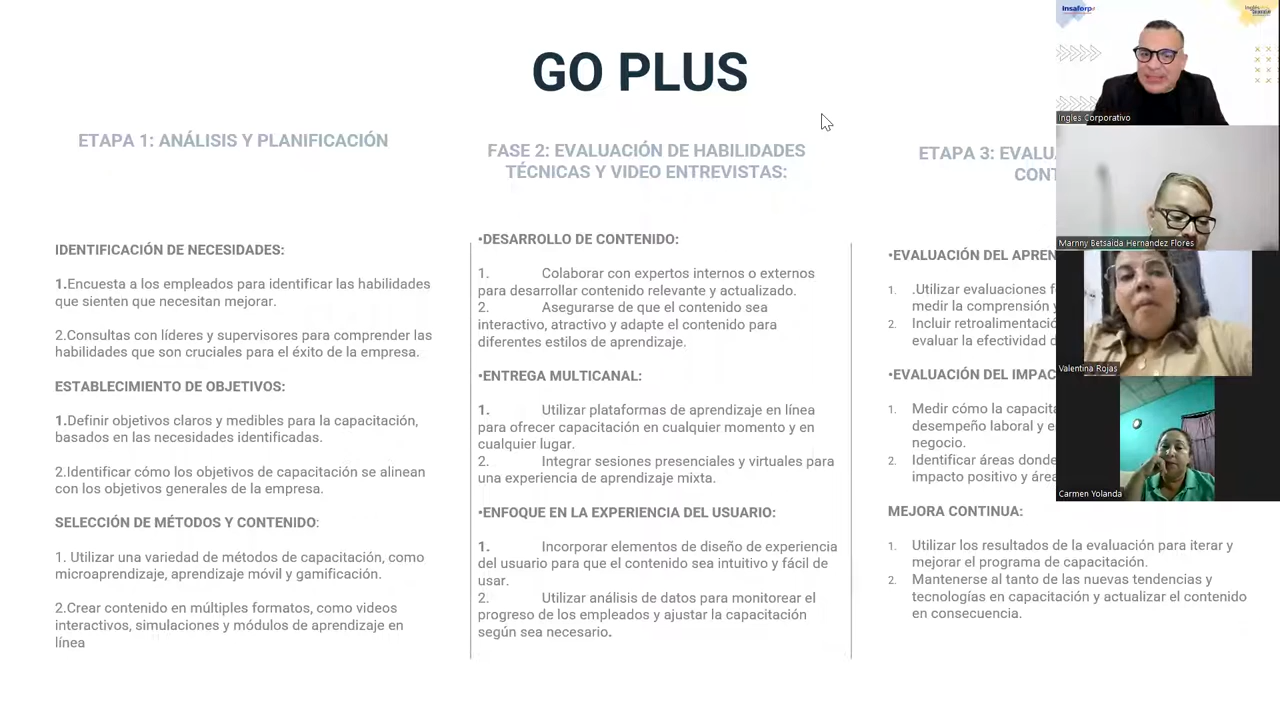 GO PLUS
ETAPA 1: ANÁLISIS Y PLANIFICACIÓN
IDENTIFICACIÓN DE NECESIDADES:
1.Encuesta a los empleados para identificar las habilidades
que sienten que necesitan mejorar.
2.Consultas con líderes y supervisores para comprender las
habilidades que son cruciales para el éxito de la empresa.
ESTABLECIMIENTO DE OBJETIVOS:
1.Definir objetivos claros y medibles para la capacitación,
basados en las necesidades identificadas.
2.Identificar cómo los objetivos de capacitación se alinean
con los objetivos generales de la empresa.
SELECCIÓN DE MÉTODOS Y CONTENIDO:
1. Utilizar una variedad de métodos de capacitación, como
microaprendizaje, aprendizaje móvil y gamificación.
2.Crear contenido en múltiples formatos, como videos
interactivos, simulaciones y módulos de aprendizaje en
línea
FASE 2: EVALUACIÓN DE HABILIDADES
TÉCNICAS Y VIDEO ENTREVISTAS:
•DESARROLLO DE CONTENIDO:
1. Colaborar con expertos internos o externos
para desarrollar contenido relevante y actualizado.
2. Asegurarse de que el contenido sea
interactivo, atractivo y adapte el contenido para
diferentes estilos de aprendizaje.
•ENTREGA MULTICANAL:
1. Utilizar plataformas de aprendizaje en línea
para ofrecer capacitación en cualquier momento y en
cualquier lugar.
2. Integrar sesiones presenciales y virtuales para
una experiencia de aprendizaje mixta.
•ENFOQUE EN LA EXPERIENCIA DEL USUARIO:
1. Incorporar elementos de diseño de experiencia
del usuario para que el contenido sea intuitivo y fácil de
usar.
2. Utilizar análisis de datos para monitorear el
progreso de los empleados y ajustar la capacitación
según sea necesario.
ETAPA 3: EVALU
CONT
•EVALUACIÓN DEL APREN
1. .Utilizar evaluaciones f
medir la comprensión y
2. Incluir retroalimentació
evaluar la efectividad d
•EVALUACIÓN DEL IMPAC
1. Medir cómo la capacita
desempeño laboral y e
negocio.
2. Identificar áreas donde
impacto positivo y área
MEJORA CONTINUA:
1. Utilizar los resultados de la evaluación para iterar y
mejorar el programa de capacitación.
2. Mantenerse al tanto de las nuevas tendencias y
tecnologías en capacitación y actualizar el contenido
en consecuencia.
Insaforp
Ingles Corporativo
Marnny Betsaida Hernandez Flores
Valentina Rojas
Carmen Yolanda